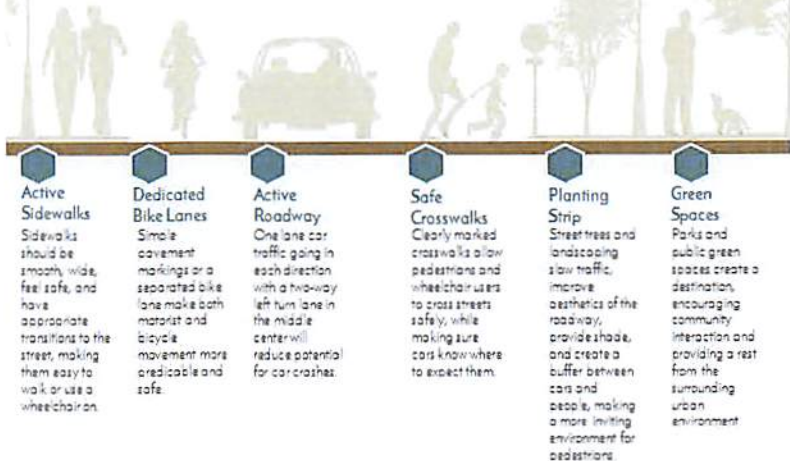 Active
Sidewalks
Sidewalks
should be
smooth, wide,
feel safe, and
have
appropriate
transitions to the
street, making
them easy to
walk or use a
wheelchair on.
Dedicated
Bike Lanes
Simple
pavement
markings or a
separated bike
lane make both
motorist and
bicycle
movement more
predicable and
safe.
Active
Roadway
One lane car
traffic going in
each direction
with a two-way
left turn lane in
the middle
center will
reduce potential
for car crashes.
Safe
Crosswalks
Clearly marked
crosswalks allow
pedestrians and
wheelchair users
to cross streets
safely, while
making sure
cars know where
to expect them.
Planting
Strip
Street trees and
landscaping
slow traffic,
improve
aesthetics of the
roadway,
provide shade,
and create a
buffer between
cars and
people, making
a more inviting
environment for
pedestrians
Green
Spaces
Parks and
public green
spaces create a
destination,
encouraging
community
interaction and
providing a rest
from the
surrounding
urban
environment